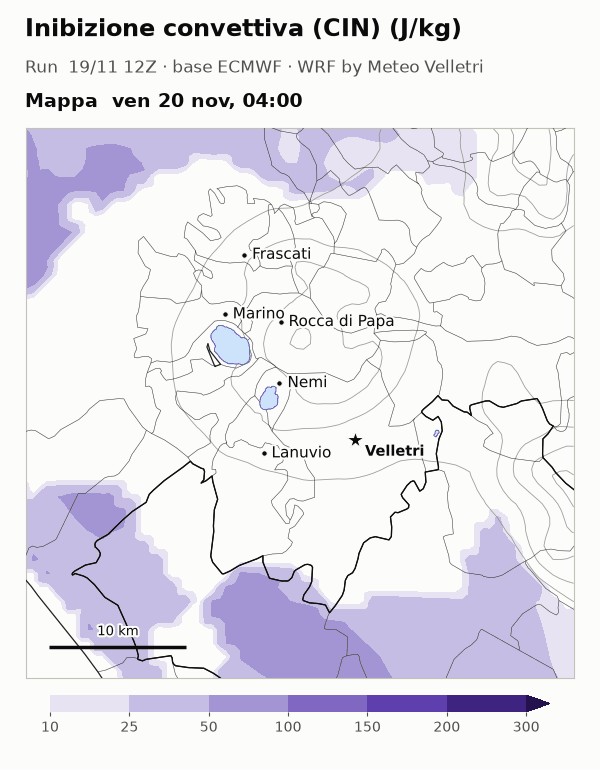 Inibizione convettiva (CIN) (J/kg)
Run 19/11 12Z · base ECMWF · WRF by Meteo Velletri
Mappa ven 20 nov, 04:00
Frascati
Marino
Rocca di Papa
Nemi
Velletri
Lanuvio
10 km
10 25 50 100 150 200 300